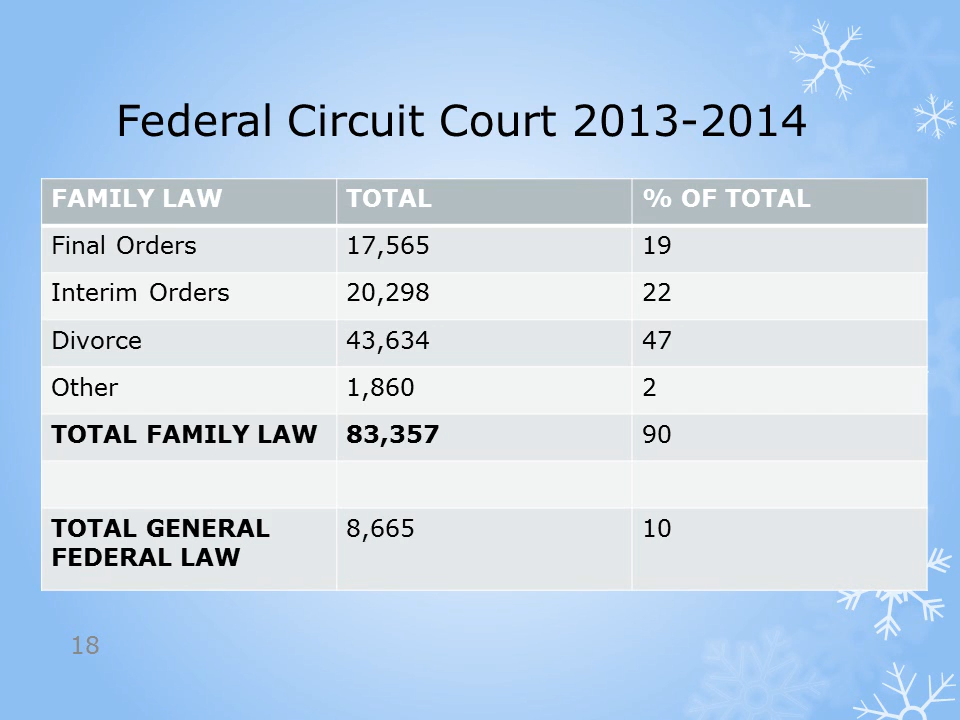 Federal Circuit Court 2013-2014
FAMILY LAW TOTAL % OF TOTAL
Final Orders 17,565 19
Interim Orders 20,298 22
Divorce 43,634 47
Other 1,860 2
TOTAL FAMILY LAW 83,357 90
TOTAL GENERAL 8,665 10
FEDERAL LAW
18